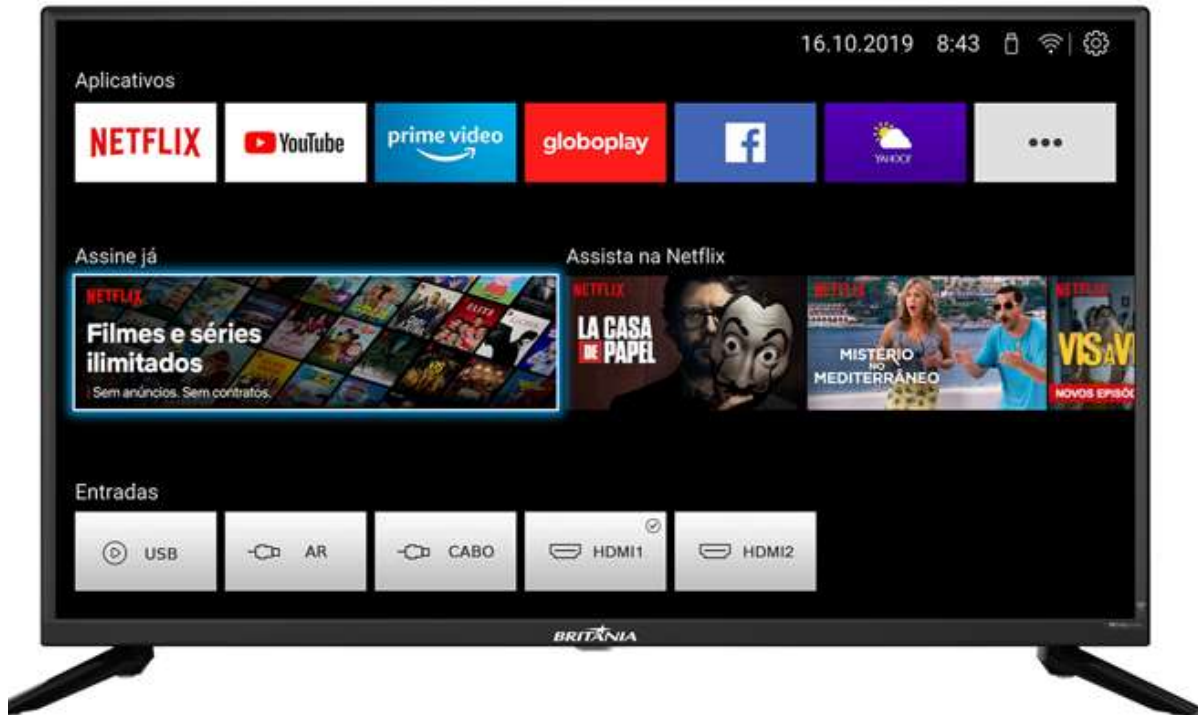 16.10.2019 8:43
Aplicativos
NETFLIX
YouTube
prime video
globoplay
f
YAHOO!
Assine já
Assista na Netflix
NETFLIX
Filmes e séries
ilimitados
Sem anúncios. Sem contratos.
ELITE
NETFLIX
LA CASA
DE PAPEL
NETFLIX
MISTÉRIO
NO
MEDITERRÂNEO
NETFLIX
VIS A V
NOVOS EPISÓD
Entradas
USB
AR
CABO
HDMI1
HDMI2
BRITÂNIA